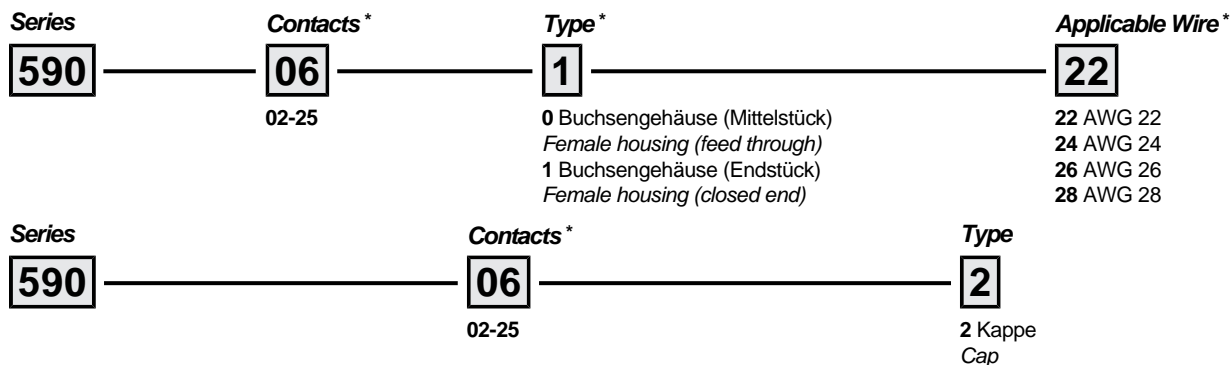 Series Contacts * Type * Applicable Wire *
590 06 1 22
02-25 0 Buchsengehäuse (Mittelstück) 22 AWG 22
Female housing (feed through) 24 AWG 24
1 Buchsengehäuse (Endstück) 26 AWG 26
Female housing (closed end) 28 AWG 28
Series Contacts * Type
590 06 2
02-25 2 Kappe
Cap